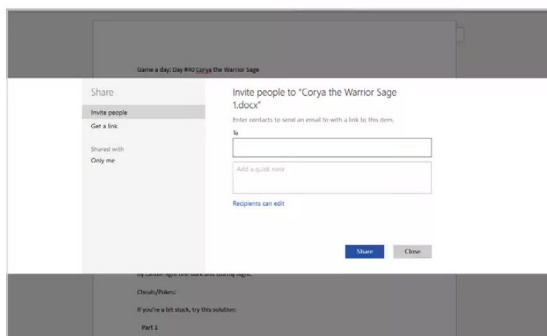 Game a day: Day #40 Corya the Warrior Sage
Share
Invite people
Get a link
Shared with
Only me
Invite people to "Corya the Warrior Sage
1.docx"
Enter contacts to send an email to with a link to this item.
To
Add a quick note
Recipients can edit
Share
Close
Cheats/Pokes:
If you're a bit stuck, try this solution:
Part 1